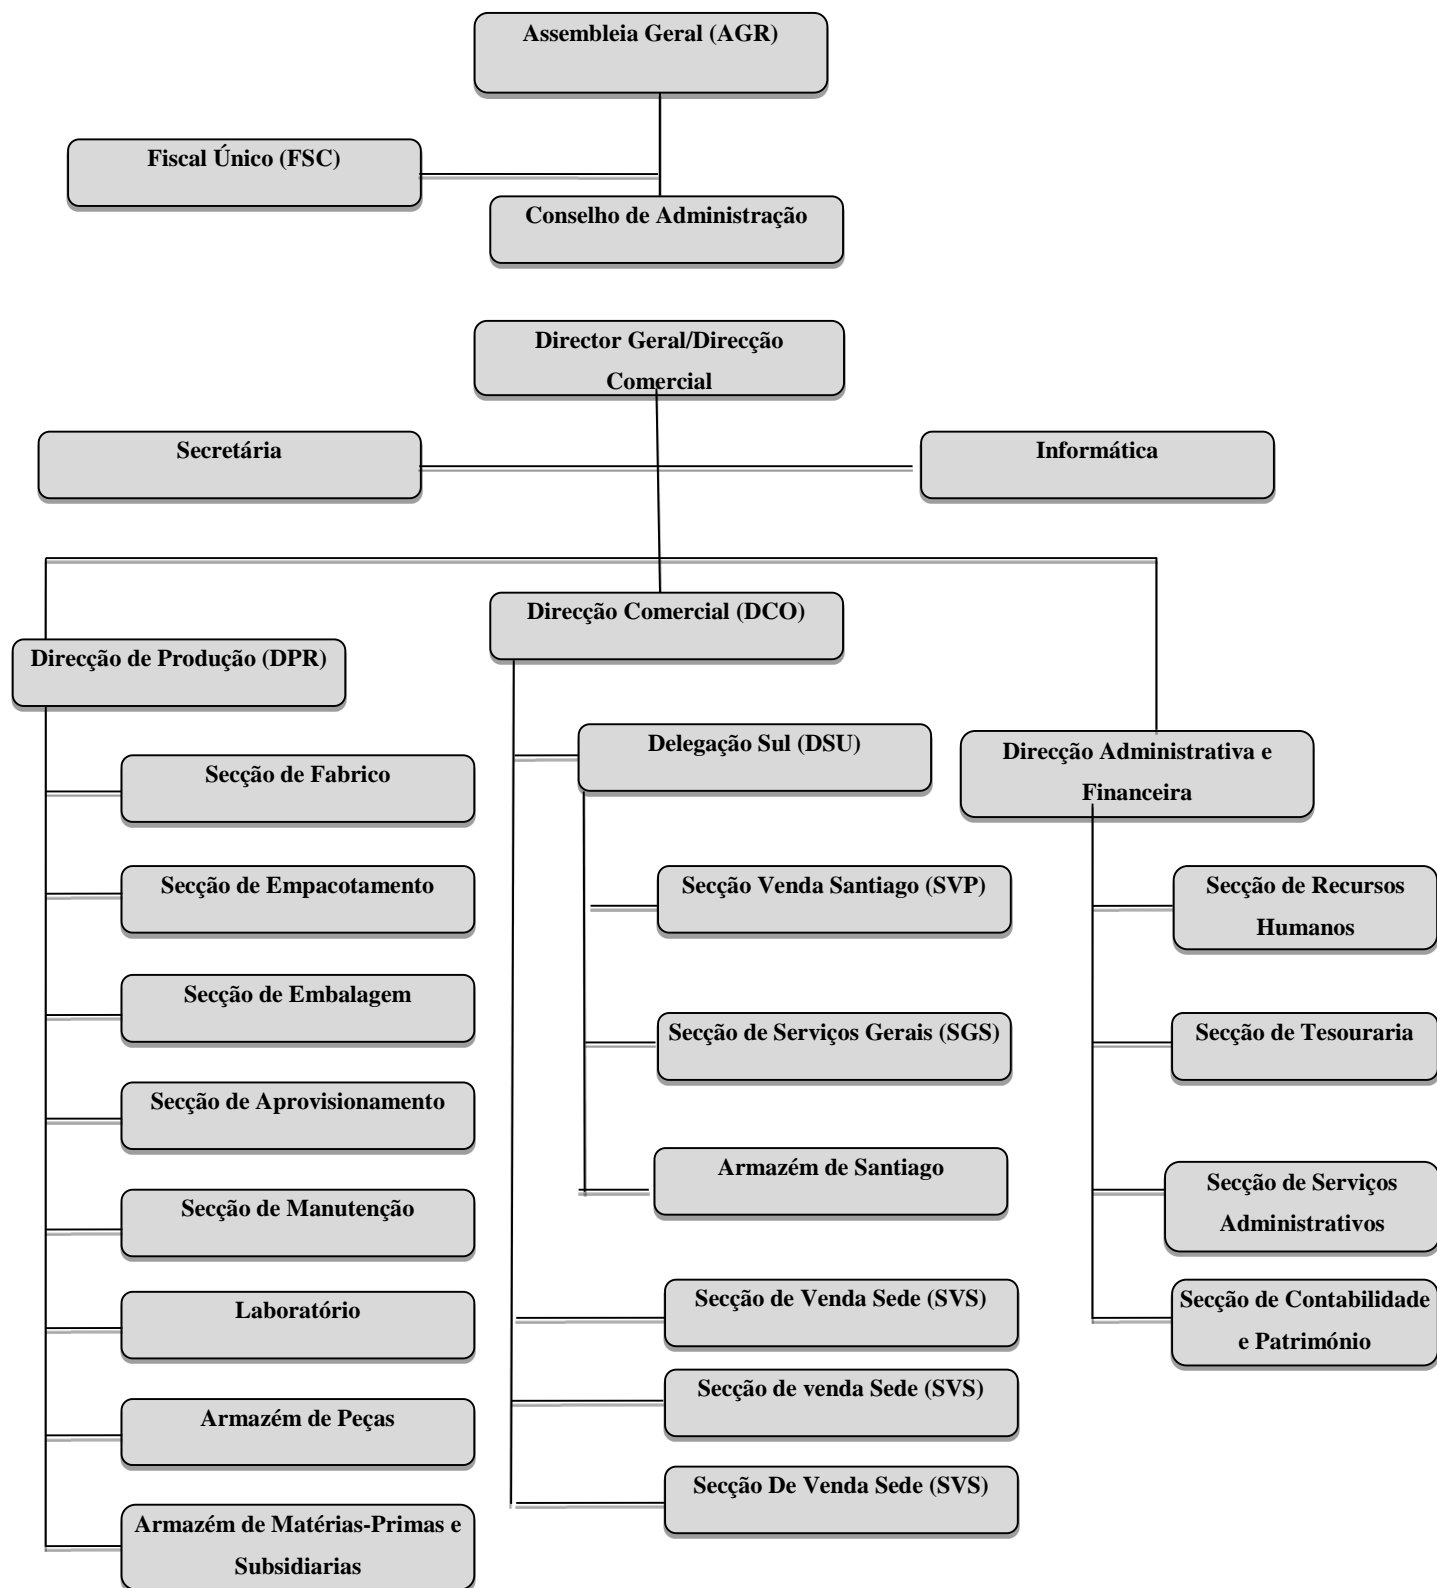 Assembleia Geral (AGR)
Fiscal Único (FSC)
Conselho de Administração
Director Geral/Direcção
Comercial
Secretária
Informática
Direcção Comercial (DCO)
Direcção de Produção (DPR)
Delegação Sul (DSU)
Direcção Administrativa e
Financeira
Secção de Fabrico
Secção de Empacotamento
Secção de Embalagem
Secção de Aprovisionamento
Secção de Manutenção
Laboratório
Armazém de Peças
Armazém de Matérias-Primas e
Subsidiarias
Secção Venda Santiago (SVP)
Secção de Serviços Gerais (SGS)
Armazém de Santiago
Secção de Venda Sede (SVS)
Secção de venda Sede (SVS)
Secção De Venda Sede (SVS)
Secção de Recursos
Humanos
Secção de Tesouraria
Secção de Serviços
Administrativos
Secção de Contabilidade
e Património